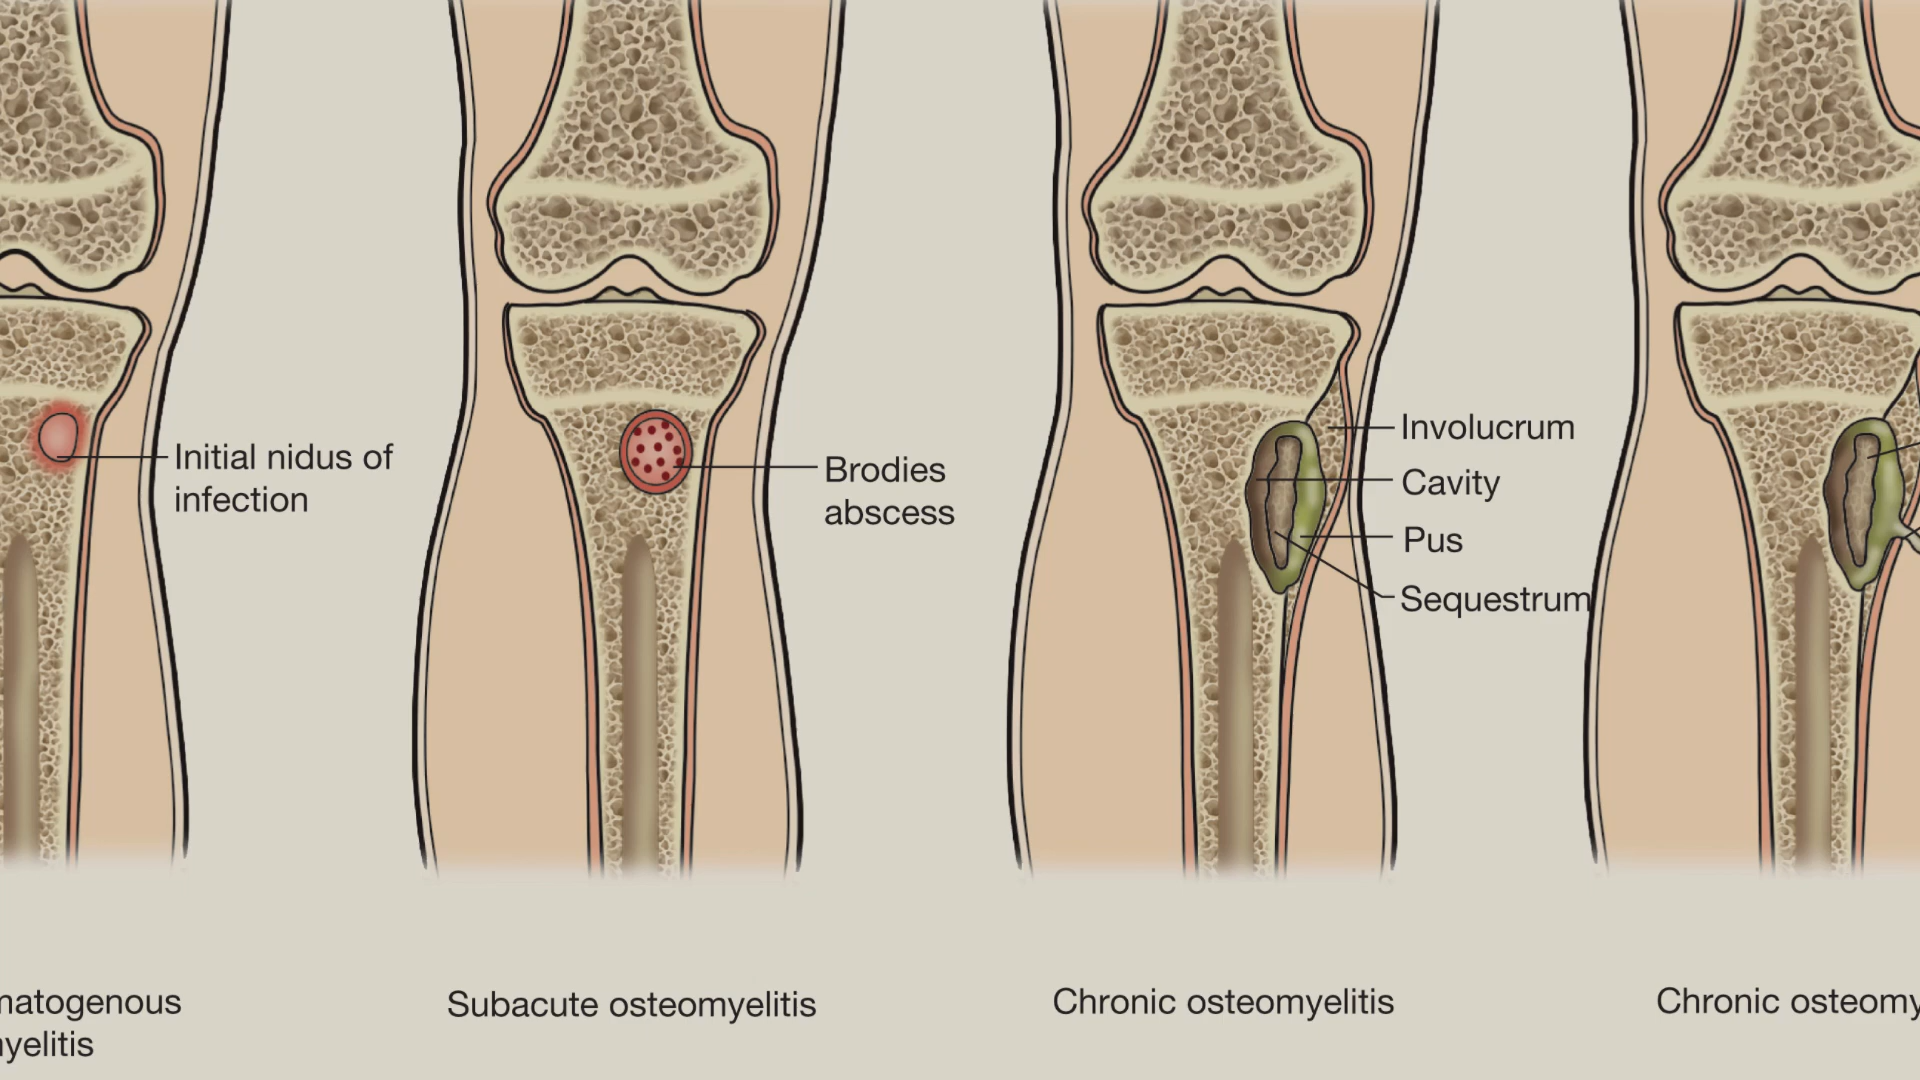 Initial nidus of
infection
Brodies
abscess
Involucrum
Cavity
Pus
Sequestrum
matogenous
yelitis
Subacute osteomyelitis
Chronic osteomyelitis
Chronic osteomy